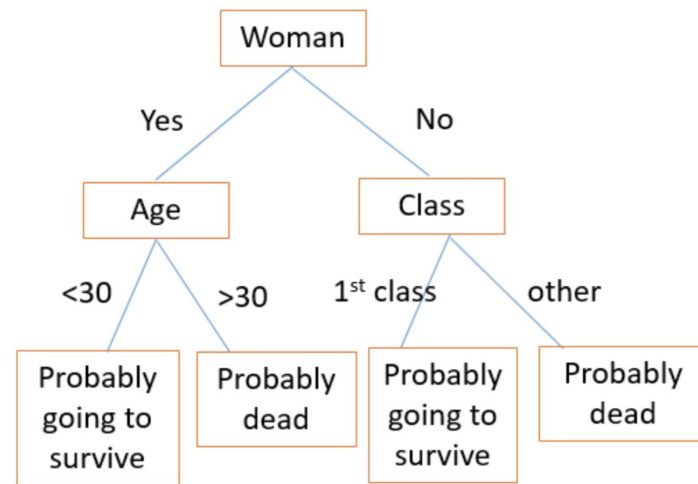 Woman
Yes
No
Age
Class
<30
>30
1st class
other
Probably
going to
survive
Probably
dead
Probably
going to
survive
Probably
dead